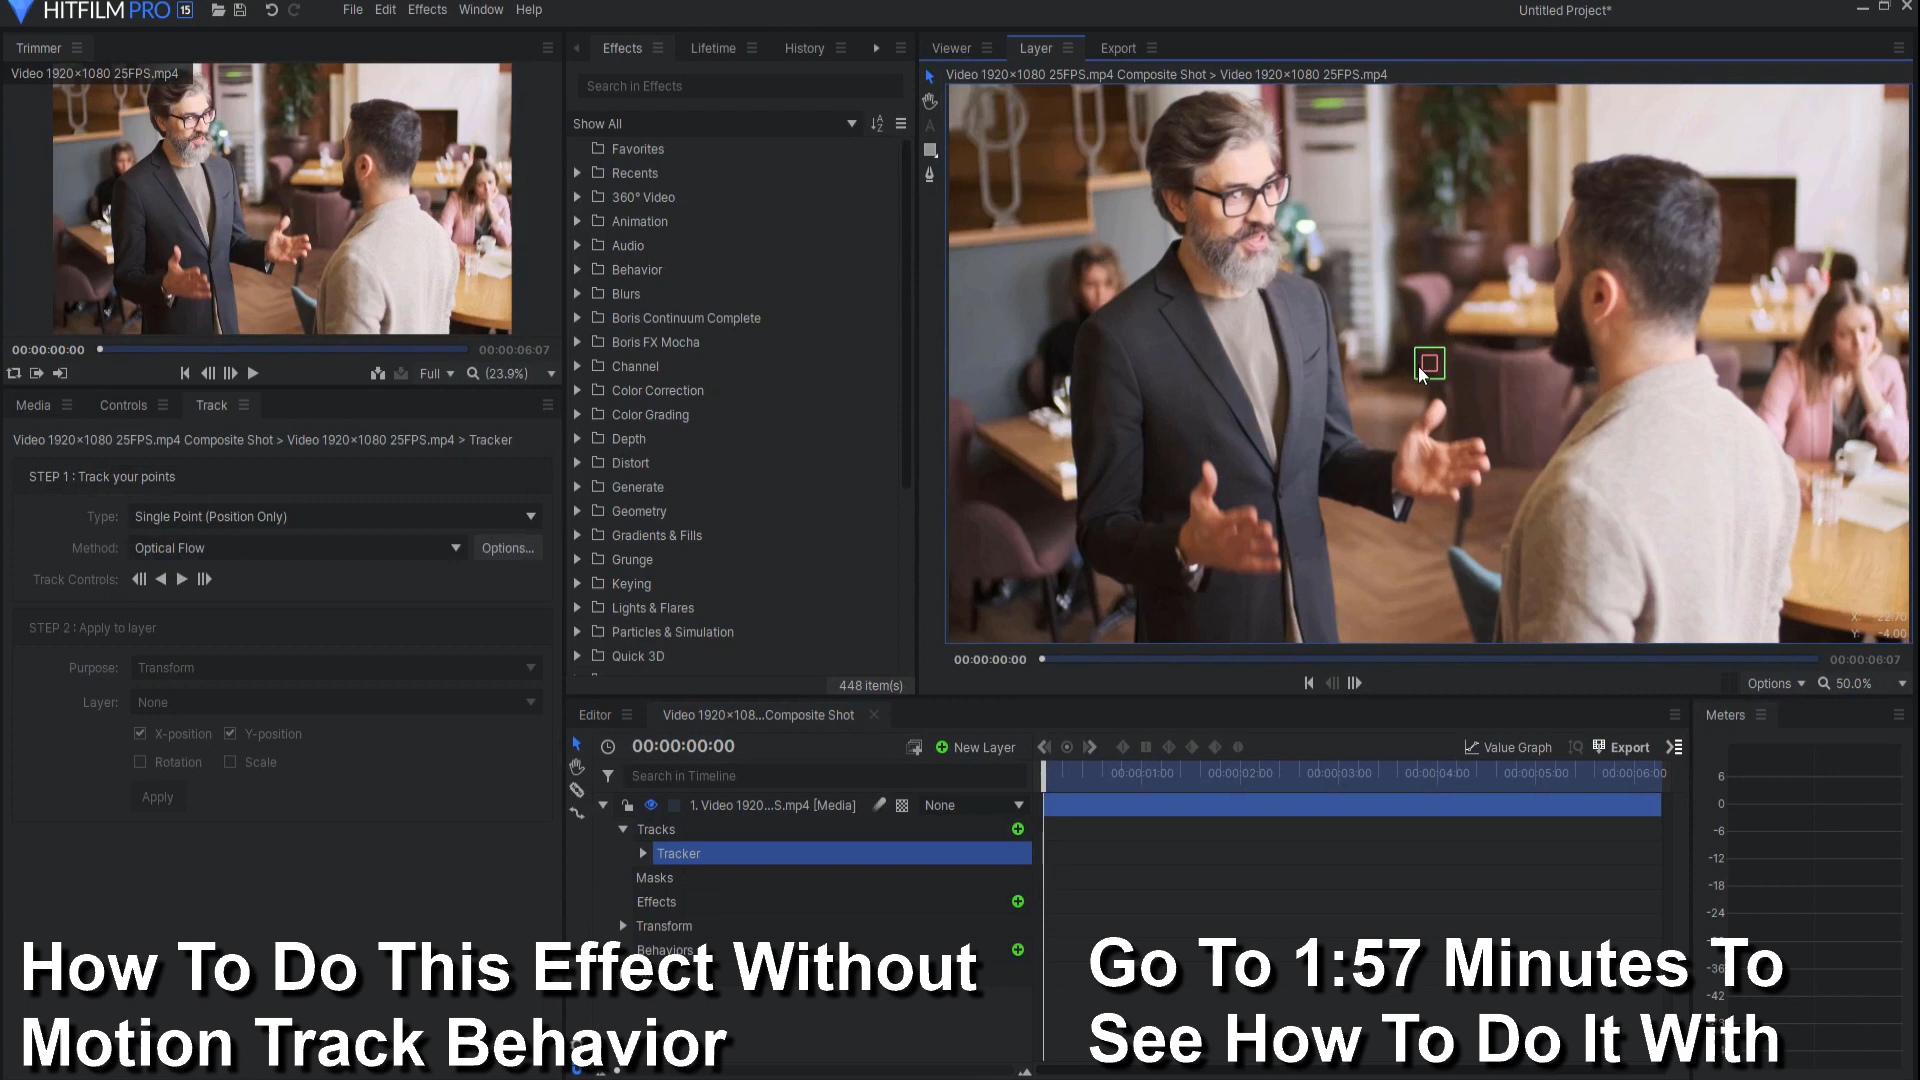 HITFILM PRO 15
File Edit Effects Window Help
Untitled Project*
Trimmer
Video 1920×1080 25FPS.mp4
00:00:00:00
00:00:06:07
Full
(23.9%)
Media Controls Track
Video 1920×1080 25FPS.mp4 Composite Shot > Video 1920×1080 25FPS.mp4 > Tracker
STEP 1 : Track your points
Type: Single Point (Position Only)
Method: Optical Flow Options...
Track Controls:
STEP 2 : Apply to layer
Purpose: Transform
Layer: None
X-position Y-position
Rotation Scale
Apply
Effects Lifetime History
Search in Effects
Show All
Favorites
Recents
360° Video
Animation
Audio
Behavior
Blurs
Boris Continuum Complete
Boris FX Mocha
Channel
Color Correction
Color Grading
Depth
Distort
Generate
Geometry
Gradients & Fills
Grunge
Keying
Lights & Flares
Particles & Simulation
Quick 3D
448 item(s)
Viewer Layer Export
Video 1920×1080 25FPS.mp4 Composite Shot > Video 1920×1080 25FPS.mp4
X: -22.70
Y: -4.00
00:00:00:00
00:00:06:07
Options 50.0%
Editor Video 1920×108...Composite Shot
00:00:00:00 New Layer Value Graph Export
Search in Timeline
00:00:01:00 00:00:02:00 00:00:03:00 00:00:04:00 00:00:05:00 00:00:06:00
1. Video 1920...S.mp4 [Media] None
Tracks
Tracker
Masks
Effects
Transform
Behaviors
Meters
6
0
-6
-12
-18
-24
-36
-42
How To Do This Effect Without
Motion Track Behavior
Go To 1:57 Minutes To
See How To Do It With